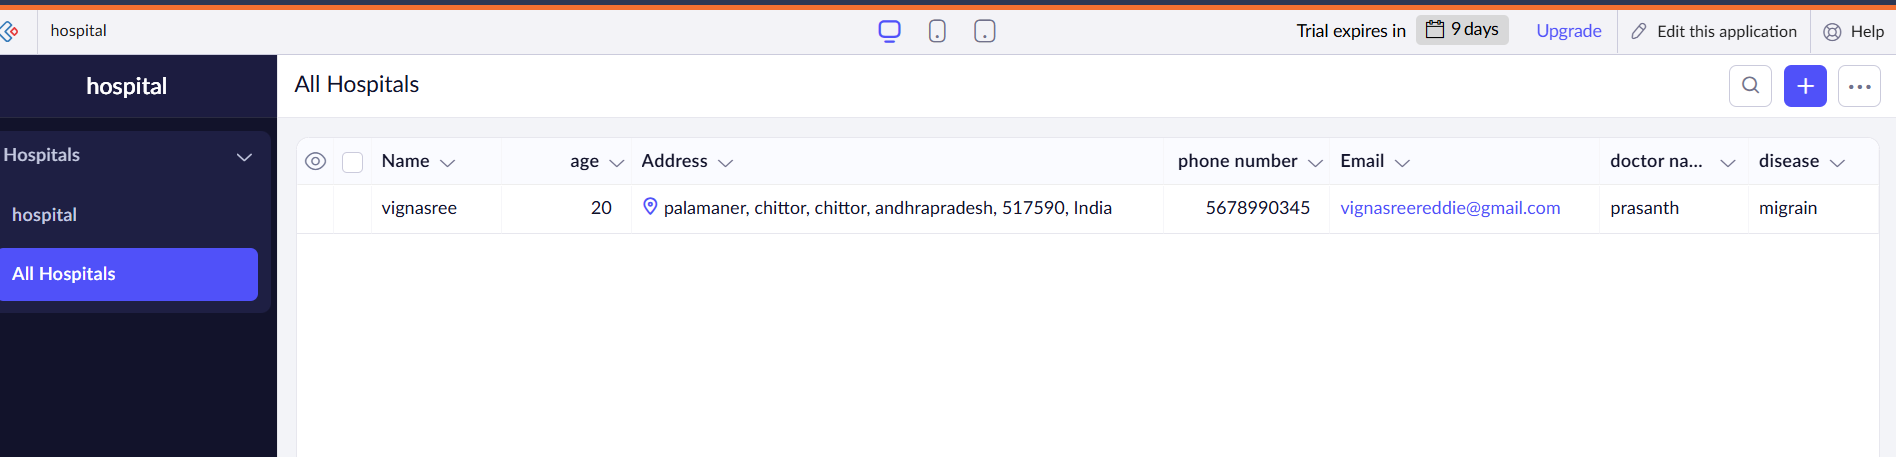 hospital
Trial expires in 9 days Upgrade Edit this application Help
hospital
All Hospitals
Hospitals
hospital
All Hospitals
Name age Address phone number Email doctor na... disease
vignasree 20 palamaner, chittor, chittor, andhrapradesh, 517590, India 5678990345 vignasreereddie@gmail.com prasanth migrain